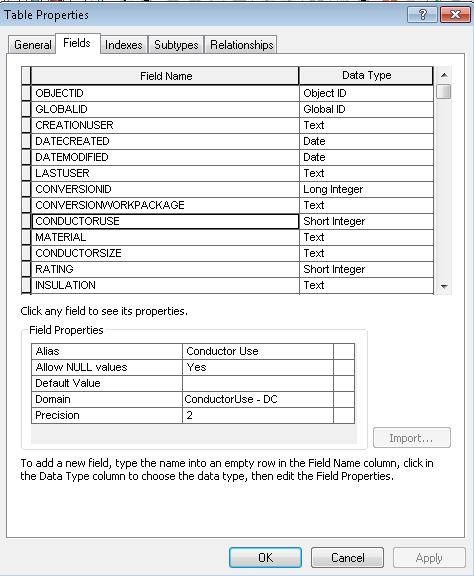 Table Properties
General Fields Indexes Subtypes Relationships
Field Name Data Type
OBJECTID Object ID
GLOBALID Global ID
CREATIONUSER Text
DATECREATED Date
DATEMODIFIED Date
LASTUSER Text
CONVERSIONID Long Integer
CONVERSIONWORKPACKAGE Text
CONDUCTORUSE Short Integer
MATERIAL Text
CONDUCTORSIZE Text
RATING Short Integer
INSULATION Text
Click any field to see its properties.
Field Properties
Alias Conductor Use
Allow NULL values Yes
Default Value
Domain ConductorUse - DC
Precision 2
Import...
To add a new field, type the name into an empty row in the Field Name column, click in
the Data Type column to choose the data type, then edit the Field Properties.
OK Cancel Apply